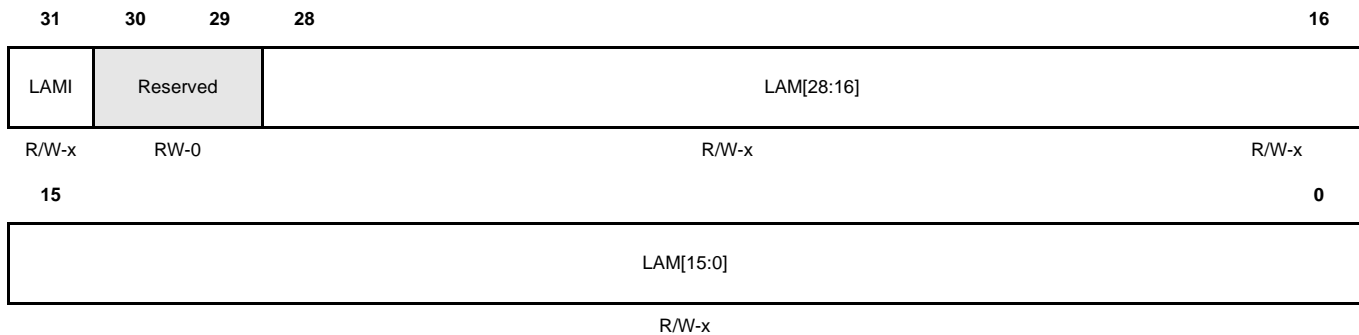 31 30 29 28 16
LAMI Reserved LAM[28:16]
R/W-x RW-0 R/W-x R/W-x
15 0
LAM[15:0]
R/W-x